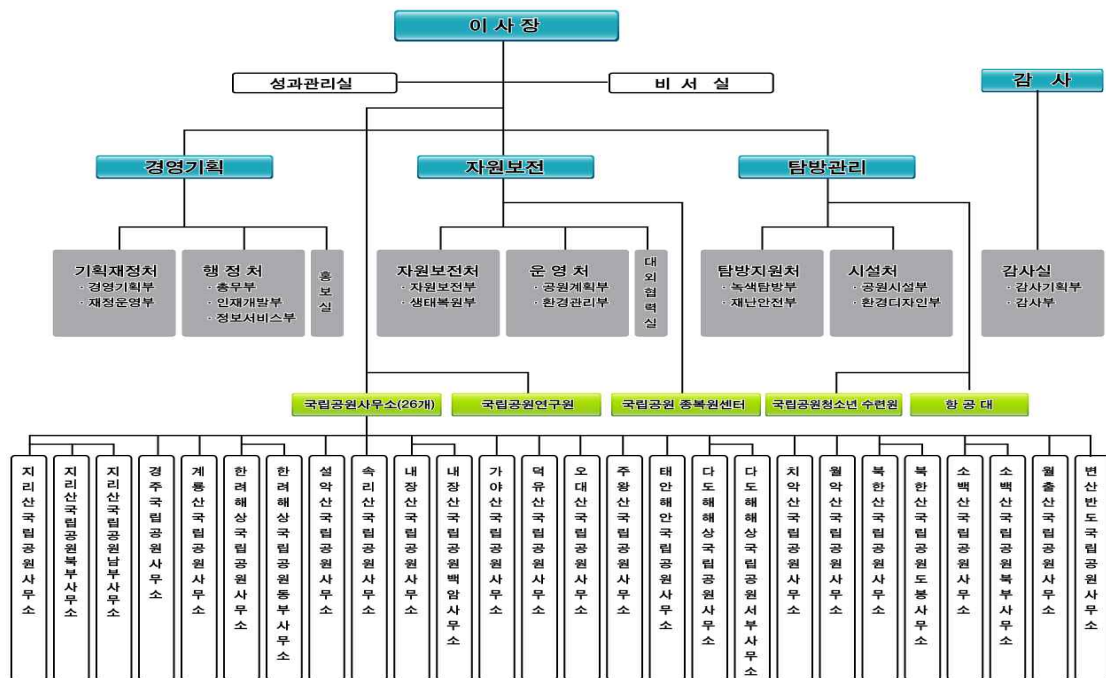 이 사 장
성과관리실
비 서 실
감 사
경영기획
자원보전
탐방관리
기획재정처
· 경영기획부
· 재정운영부
행 정 처
· 총무부
· 인재개발부
· 정보서비스부
홍보실
자원보전처
· 자원보전부
· 생태복원부
운 영 처
· 공원계획부
· 환경관리부
대외협력실
탐방지원처
· 녹색탐방부
· 재난안전부
시설처
· 공원시설부
· 환경디자인부
감사실
· 감사기획부
· 감사부
국립공원사무소(26개)
국립공원연구원
국립공원 종복원센터
국립공원청소년 수련원
항 공 대
지리산국립공원사무소
지리산국립공원북부사무소
지리산국립공원남부사무소
경주국립공원사무소
계룡산국립공원사무소
한려해상국립공원사무소
한려해상국립공원동부사무소
설악산국립공원사무소
속리산국립공원사무소
내장산국립공원사무소
내장산국립공원백암사무소
가야산국립공원사무소
덕유산국립공원사무소
오대산국립공원사무소
주왕산국립공원사무소
태안해안국립공원사무소
다도해해상국립공원사무소
다도해해상국립공원서부사무소
치악산국립공원사무소
월악산국립공원사무소
북한산국립공원사무소
북한산국립공원도봉사무소
소백산국립공원사무소
소백산국립공원북부사무소
월출산국립공원사무소
변산반도국립공원사무소